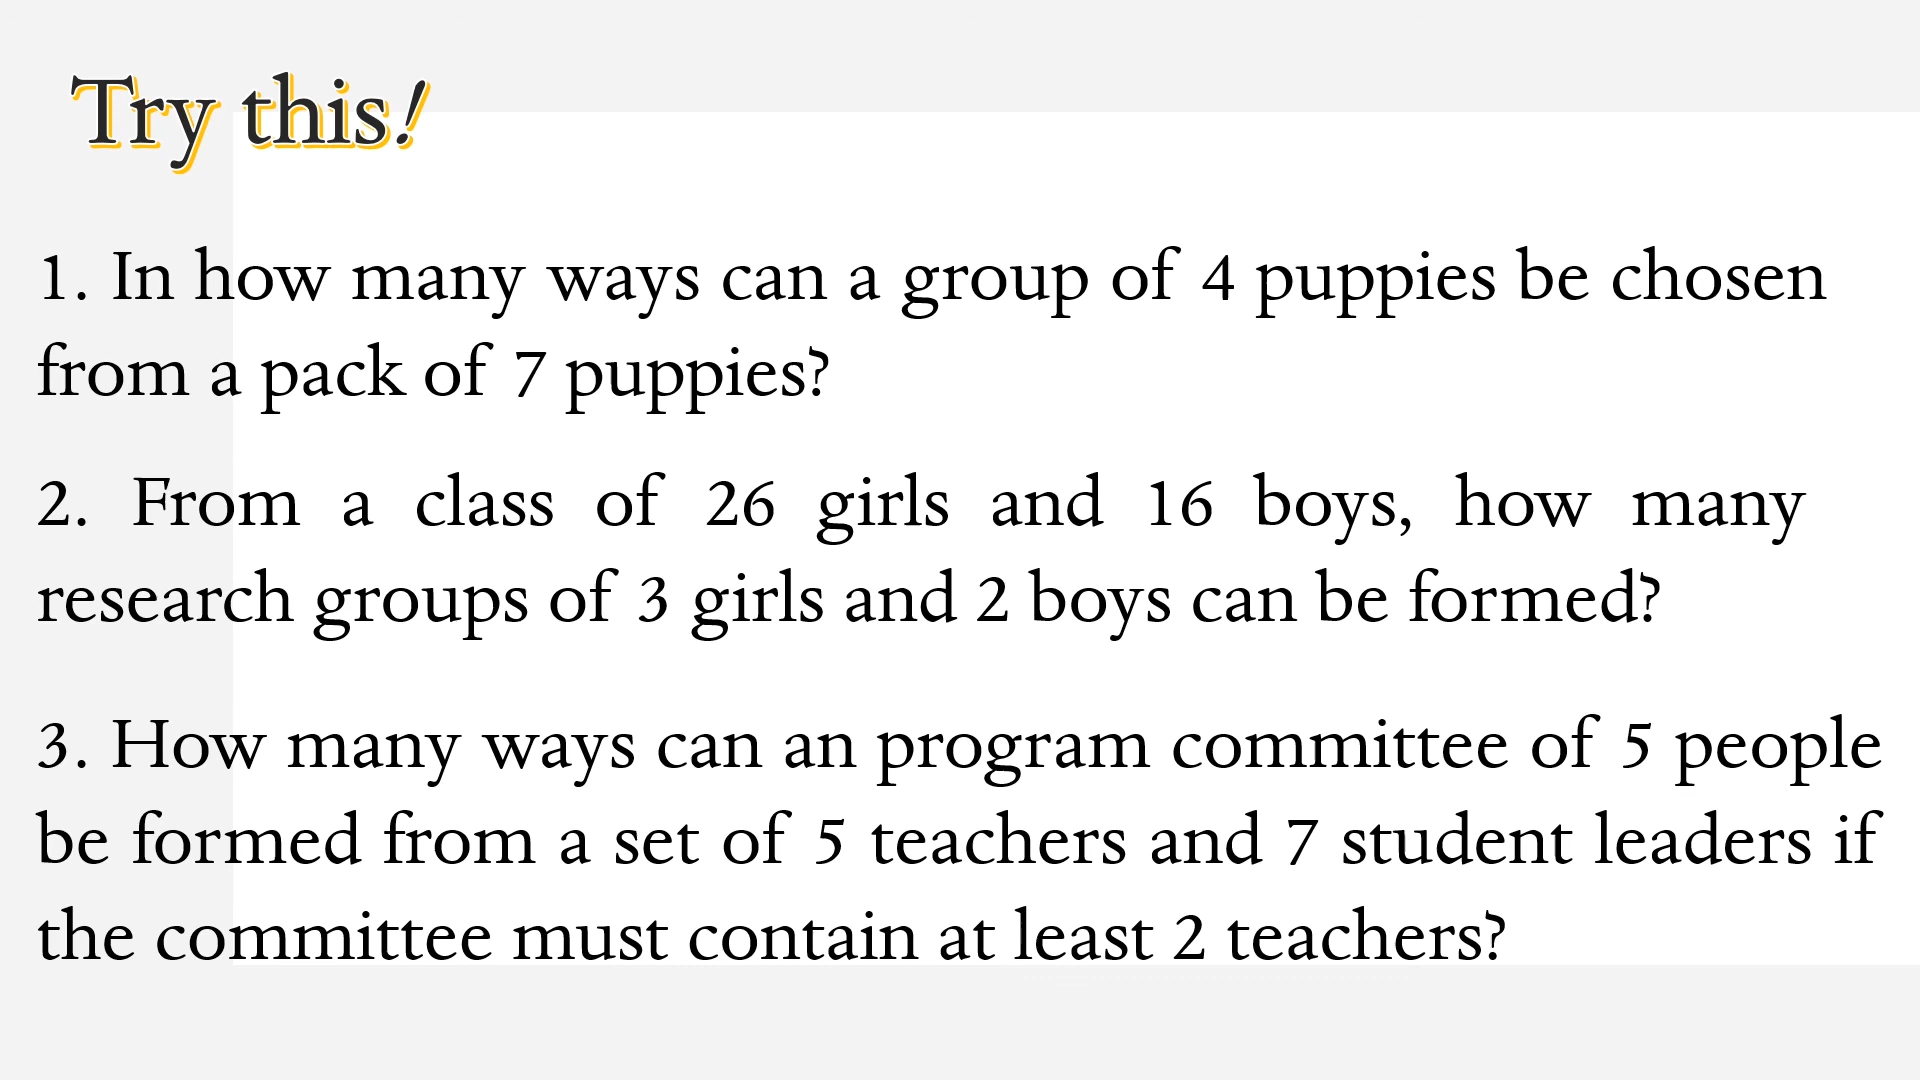 Try this!
1. In how many ways can a group of 4 puppies be chosen
from a pack of 7 puppies?
2. From a class of 26 girls and 16 boys, how many
research groups of 3 girls and 2 boys can be formed?
3. How many ways can an program committee of 5 people
be formed from a set of 5 teachers and 7 student leaders if
the committee must contain at least 2 teachers?